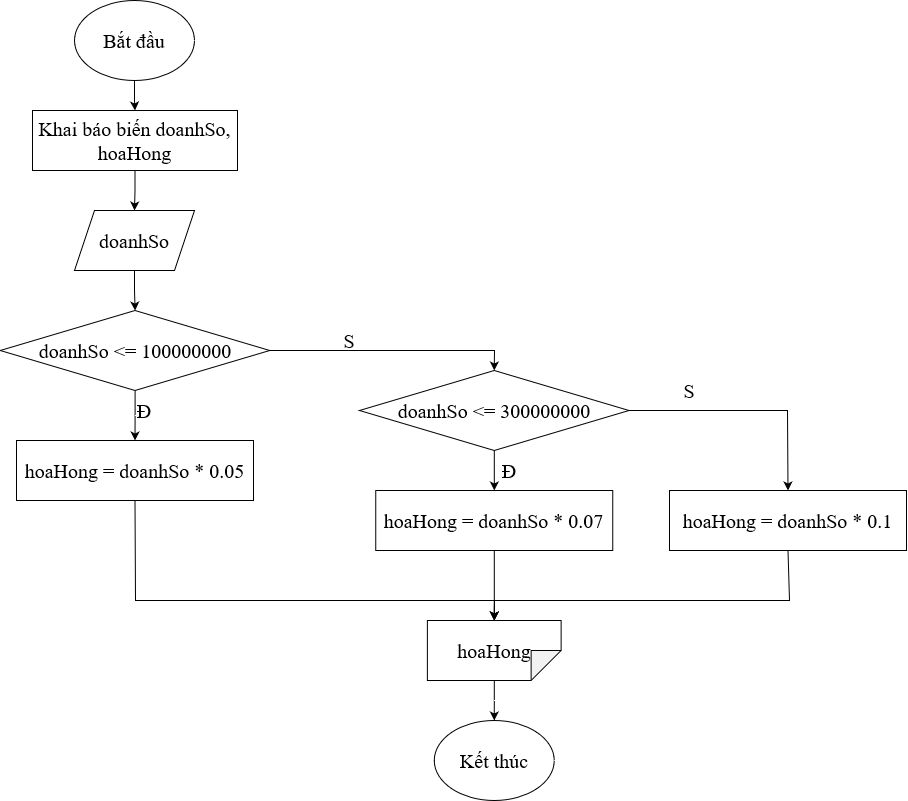 Bắt đầu
Khai báo biến doanhSo,
hoaHong
doanhSo
doanhSo <= 100000000
S
Đ
hoaHong = doanhSo * 0.05
doanhSo <= 300000000
S
Đ
hoaHong = doanhSo * 0.07
hoaHong = doanhSo * 0.1
hoaHong
Kết thúc